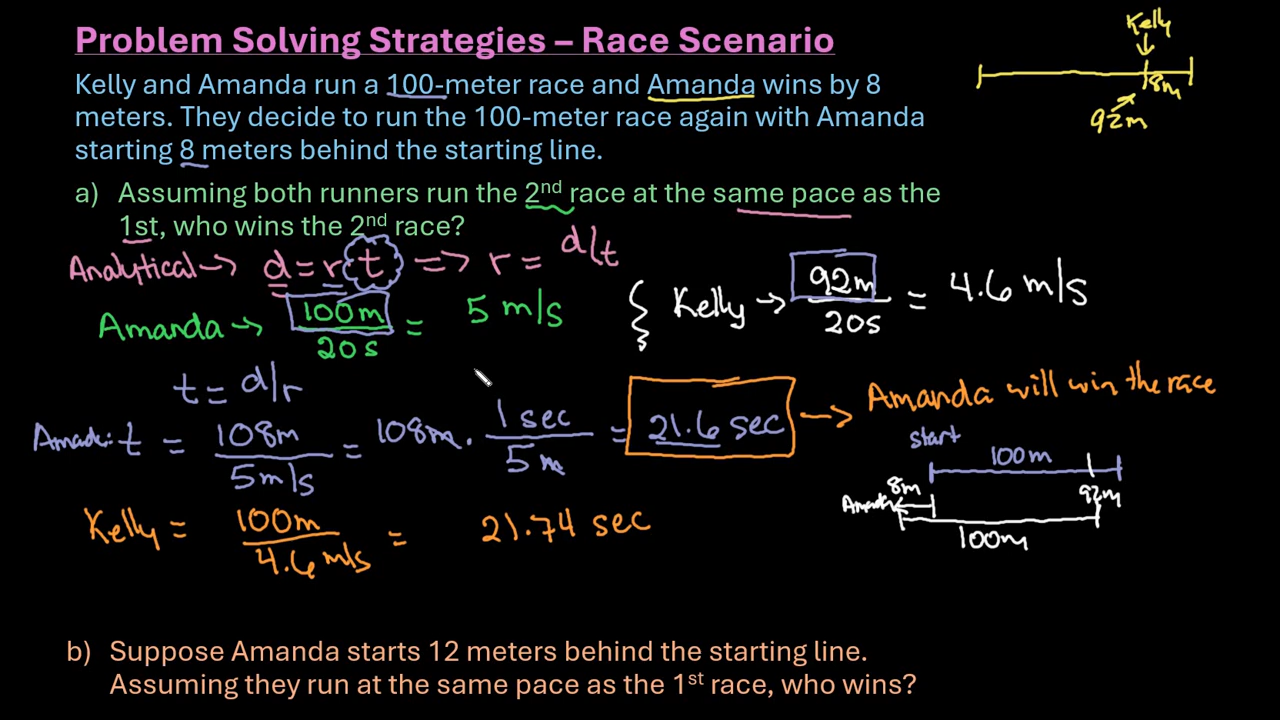 Problem Solving Strategies – Race Scenario
Kelly
8m
92m
Kelly and Amanda run a 100-meter race and Amanda wins by 8
meters. They decide to run the 100-meter race again with Amanda
starting 8 meters behind the starting line.
a) Assuming both runners run the 2nd race at the same pace as the
1st, who wins the 2nd race?
Analytical → d = rt => r = d/t
Amanda → 100m/20s = 5 m/s
Kelly → 92m/20s = 4.6 m/s
t = d/r
Amada: t = 108m/5m/s = 108m · 1 sec/5m = 21.6 sec → Amanda will win the race
Kelly = 100m/4.6m/s = 21.74 sec
start
100m
8m
92m
100m
b) Suppose Amanda starts 12 meters behind the starting line.
Assuming they run at the same pace as the 1st race, who wins?